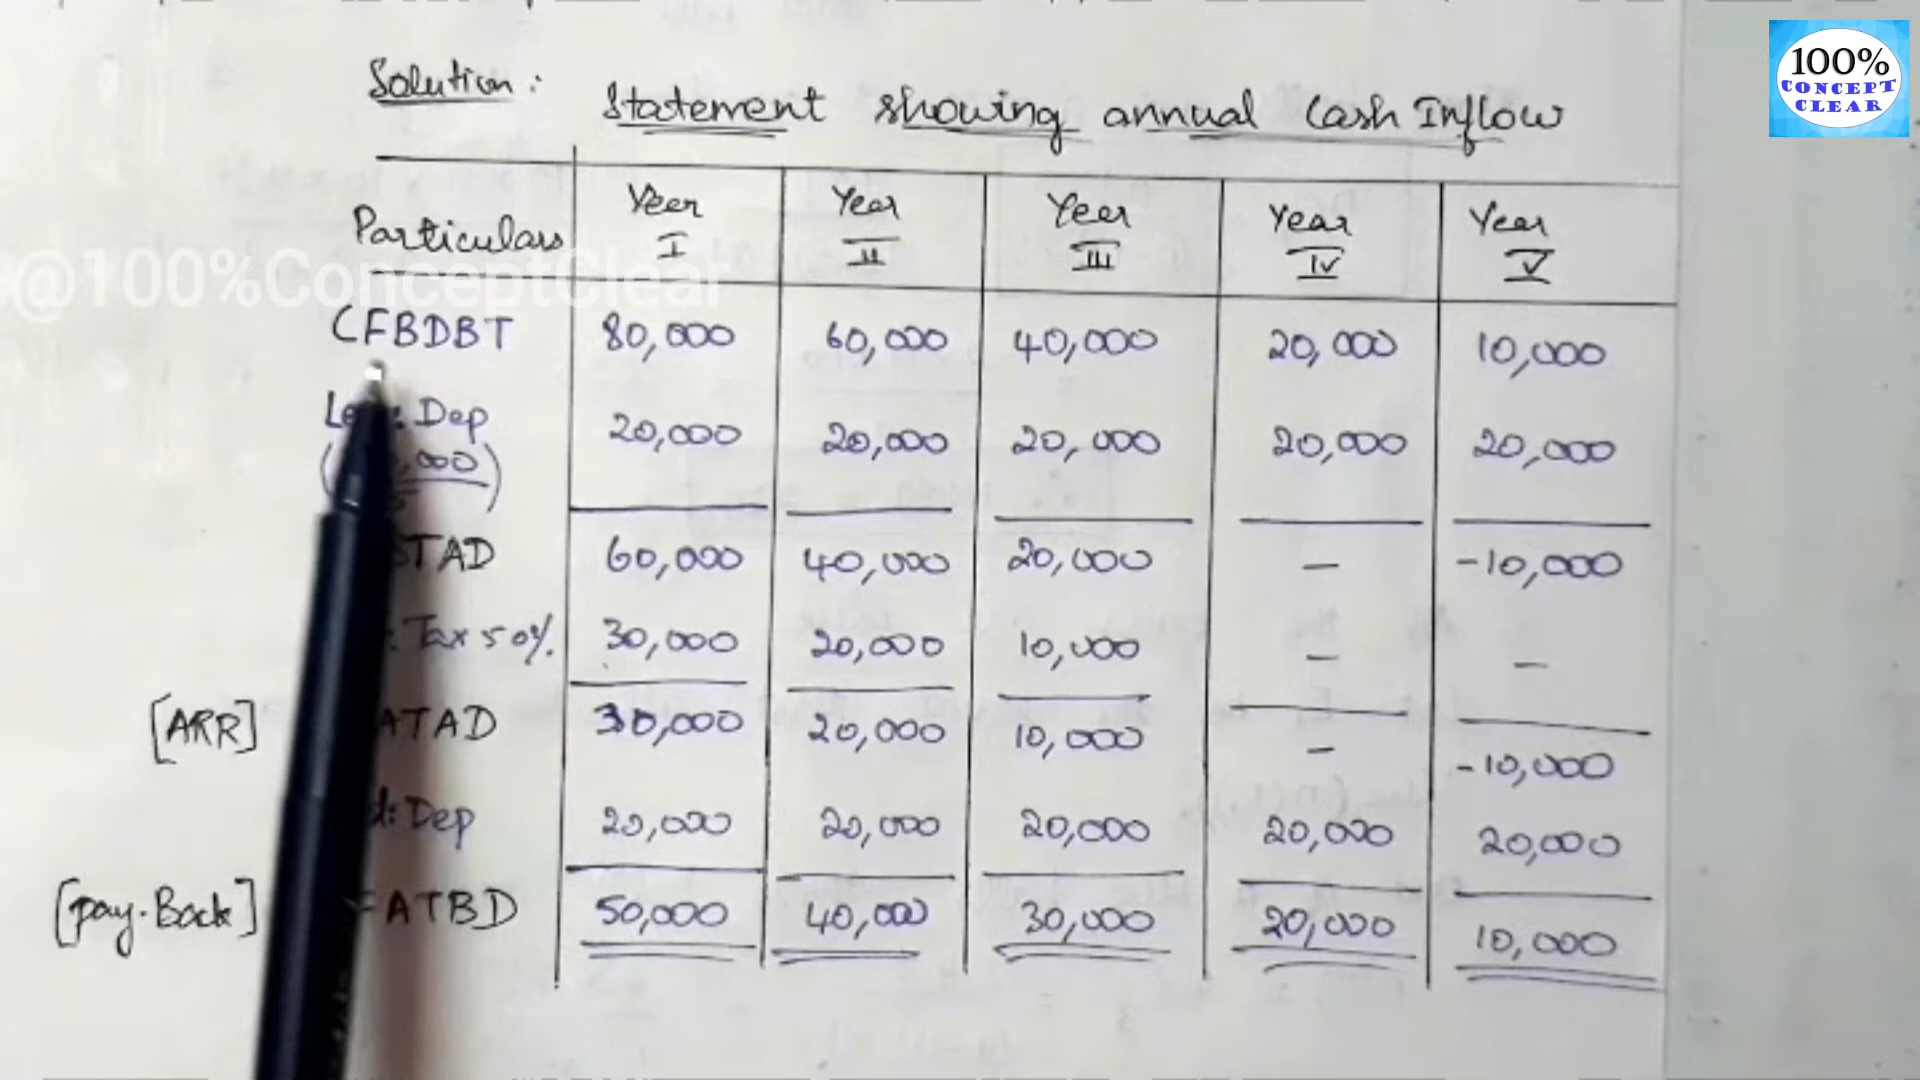 100%
CONCEPT
CLEAR
Solution:
Statement showing annual Cash Inflow
Particulars Year I Year II Year III Year IV Year V
@100%ConceptClear
CFBDBT 80,000 60,000 40,000 20,000 10,000
Dep 20,000 20,000 20,000 20,000 20,000
,000
TAD 60,000 40,000 20,000 — -10,000
: Tax 50% 30,000 20,000 10,000 — —
[ARR] ATAD 30,000 20,000 10,000 — -10,000
d: Dep 20,000 20,000 20,000 20,000 20,000
[pay-Back] FATBD 50,000 40,000 30,000 20,000 10,000